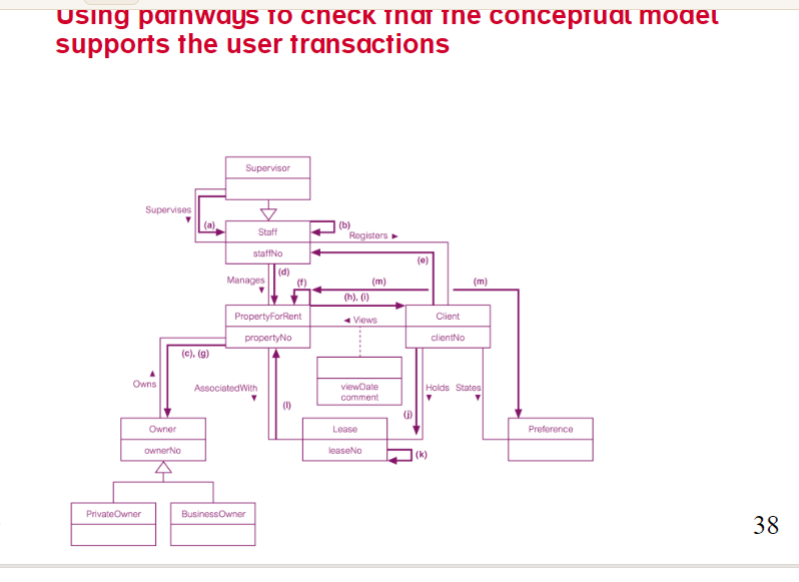 Using pathways to check that the conceptual model
supports the user transactions
Supervisor
Supervises ▼
(a)
Staff
(b)
Registers ►
staffNo
(e)
(d)
Manages ▼
(f)
(m)
(m)
(h), (i)
PropertyForRent
◄ Views
Client
propertyNo
clientNo
(c), (g)
▲
Owns
AssociatedWith ▼
viewDate
comment
Holds ▼
States ▼
(l)
(j)
Owner
Lease
Preference
ownerNo
leaseNo
(k)
PrivateOwner
BusinessOwner
38